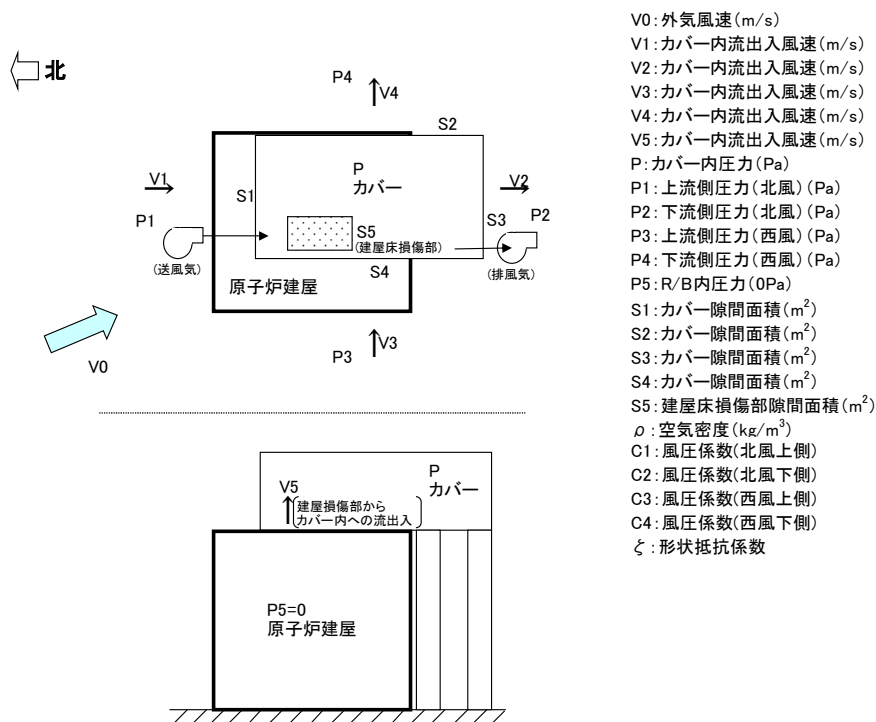 北
V0
V1
P1
(送風気)
P4
V4
S2
P
カバー
S1
S5
(建屋床損傷部)
S4
原子炉建屋
V2
S3
P2
(排風気)
P3
V3
V0:外気風速(m/s)
V1:カバー内流出入風速(m/s)
V2:カバー内流出入風速(m/s)
V3:カバー内流出入風速(m/s)
V4:カバー内流出入風速(m/s)
V5:カバー内流出入風速(m/s)
P:カバー内圧力(Pa)
P1:上流側圧力(北風)(Pa)
P2:下流側圧力(北風)(Pa)
P3:上流側圧力(西風)(Pa)
P4:下流側圧力(西風)(Pa)
P5:R/B内圧力(0Pa)
S1:カバー隙間面積(m²)
S2:カバー隙間面積(m²)
S3:カバー隙間面積(m²)
S4:カバー隙間面積(m²)
S5:建屋床損傷部隙間面積(m²)
ρ:空気密度(kg/m³)
C1:風圧係数(北風上側)
C2:風圧係数(北風下側)
C3:風圧係数(西風上側)
C4:風圧係数(西風下側)
ζ:形状抵抗係数
P
カバー
V5
建屋損傷部から
カバー内への流出入
P5=0
原子炉建屋